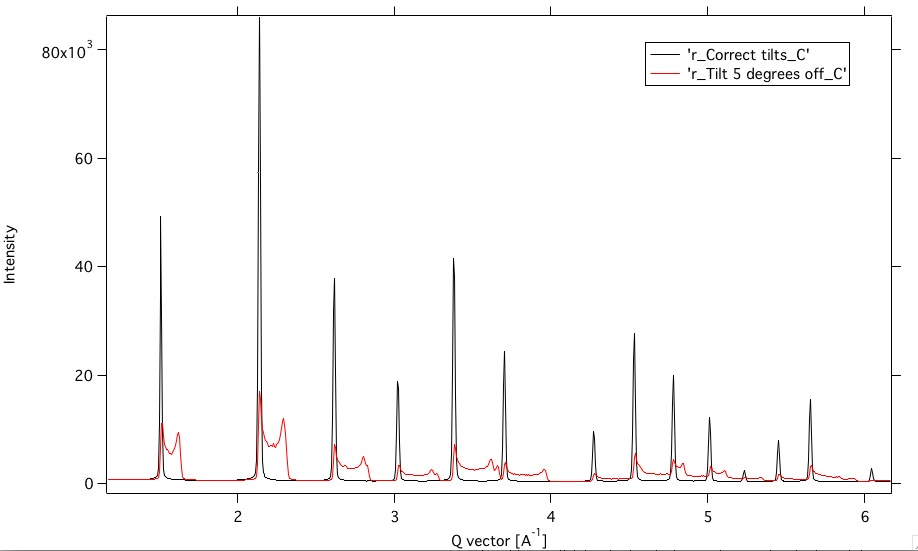 80x10³
60
40
20
0
Intensity
'r_Correct tilts_C'
'r_Tilt 5 degrees off_C'
2
3
4
5
6
Q vector [A⁻¹]